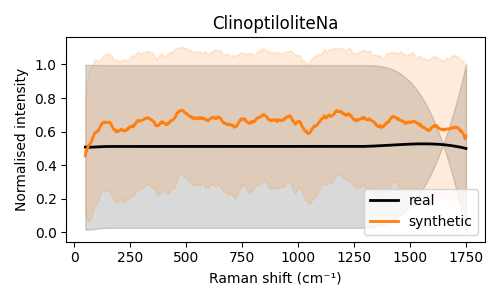 ClinoptiloliteNa
Normalised intensity
1.0
0.8
0.6
0.4
0.2
0.0
real
synthetic
0 250 500 750 1000 1250 1500 1750
Raman shift (cm⁻¹)